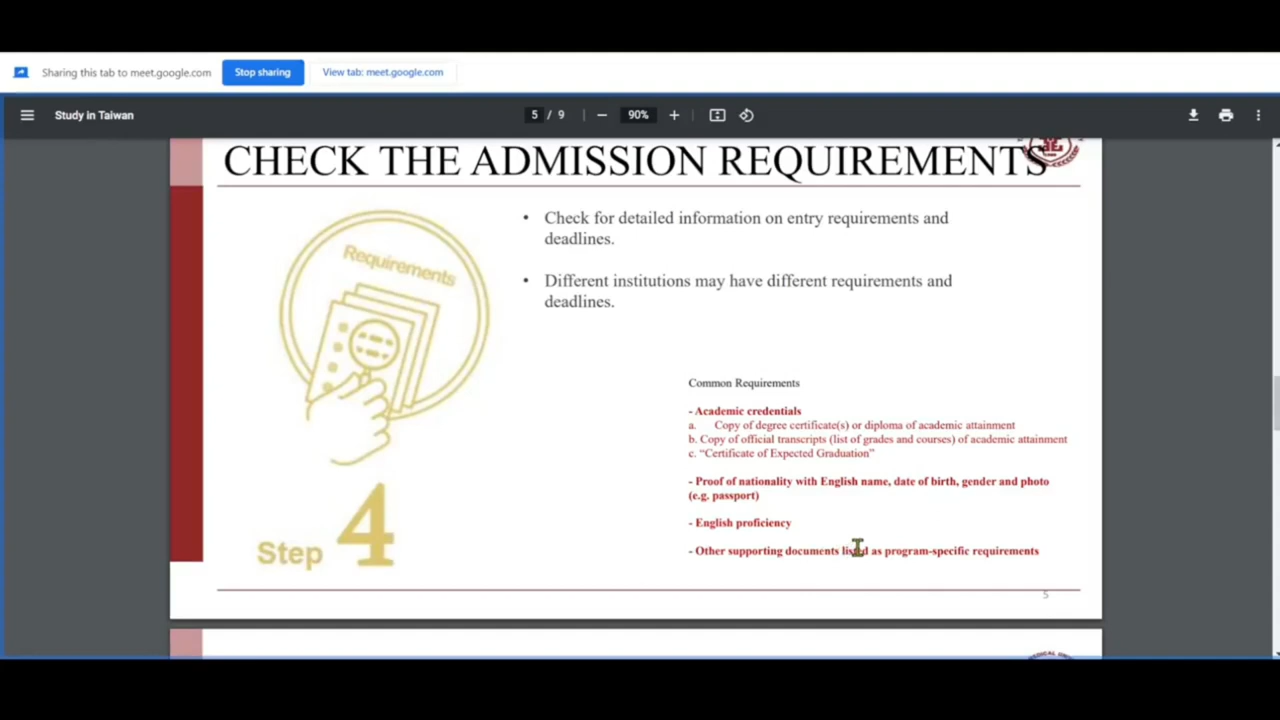 Sharing this tab to meet.google.com Stop sharing View tab: meet.google.com
Study in Taiwan 5 / 9 90%
CHECK THE ADMISSION REQUIREMENTS
Requirements
• Check for detailed information on entry requirements and
deadlines.
• Different institutions may have different requirements and
deadlines.
Common Requirements
- Academic credentials
a. Copy of degree certificate(s) or diploma of academic attainment
b. Copy of official transcripts (list of grades and courses) of academic attainment
c. “Certificate of Expected Graduation”
- Proof of nationality with English name, date of birth, gender and photo
(e.g. passport)
- English proficiency
- Other supporting documents listed as program-specific requirements
Step 4
5